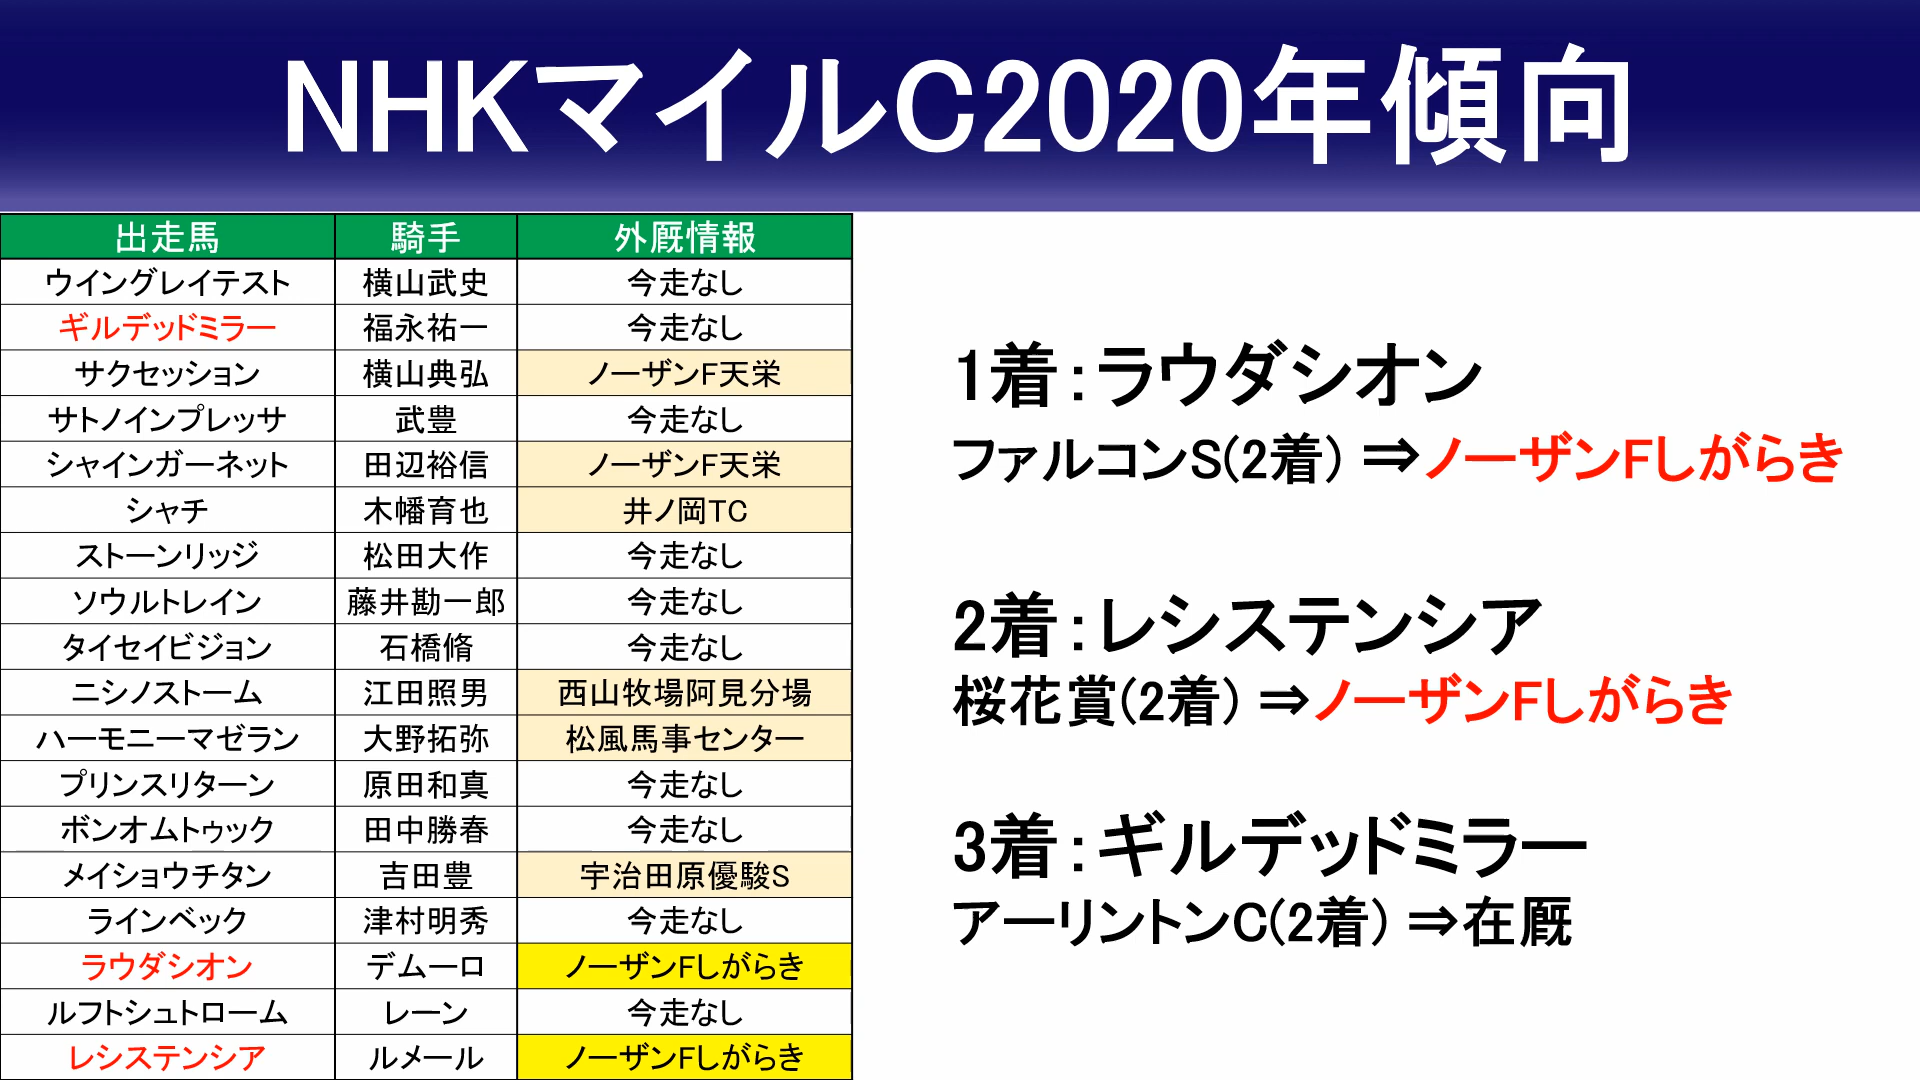 NHKマイルC2020年傾向
出走馬 騎手 外厩情報
ウイングレイテスト 横山武史 今走なし
ギルデッドミラー 福永祐一 今走なし
サクセッション 横山典弘 ノーザンF天栄
サトノインプレッサ 武豊 今走なし
シャインガーネット 田辺裕信 ノーザンF天栄
シャチ 木幡育也 井ノ岡TC
ストーンリッジ 松田大作 今走なし
ソウルトレイン 藤井勘一郎 今走なし
タイセイビジョン 石橋脩 今走なし
ニシノストーム 江田照男 西山牧場阿見分場
ハーモニーマゼラン 大野拓弥 松風馬事センター
プリンスリターン 原田和真 今走なし
ボンオムトゥック 田中勝春 今走なし
メイショウチタン 吉田豊 宇治田原優駿S
ラインベック 津村明秀 今走なし
ラウダシオン デムーロ ノーザンFしがらき
ルフトシュトローム レーン 今走なし
レシステンシア ルメール ノーザンFしがらき
1着：ラウダシオン
ファルコンS(2着) ⇒ノーザンFしがらき
2着：レシステンシア
桜花賞(2着) ⇒ノーザンFしがらき
3着：ギルデッドミラー
アーリントンC(2着) ⇒在厩